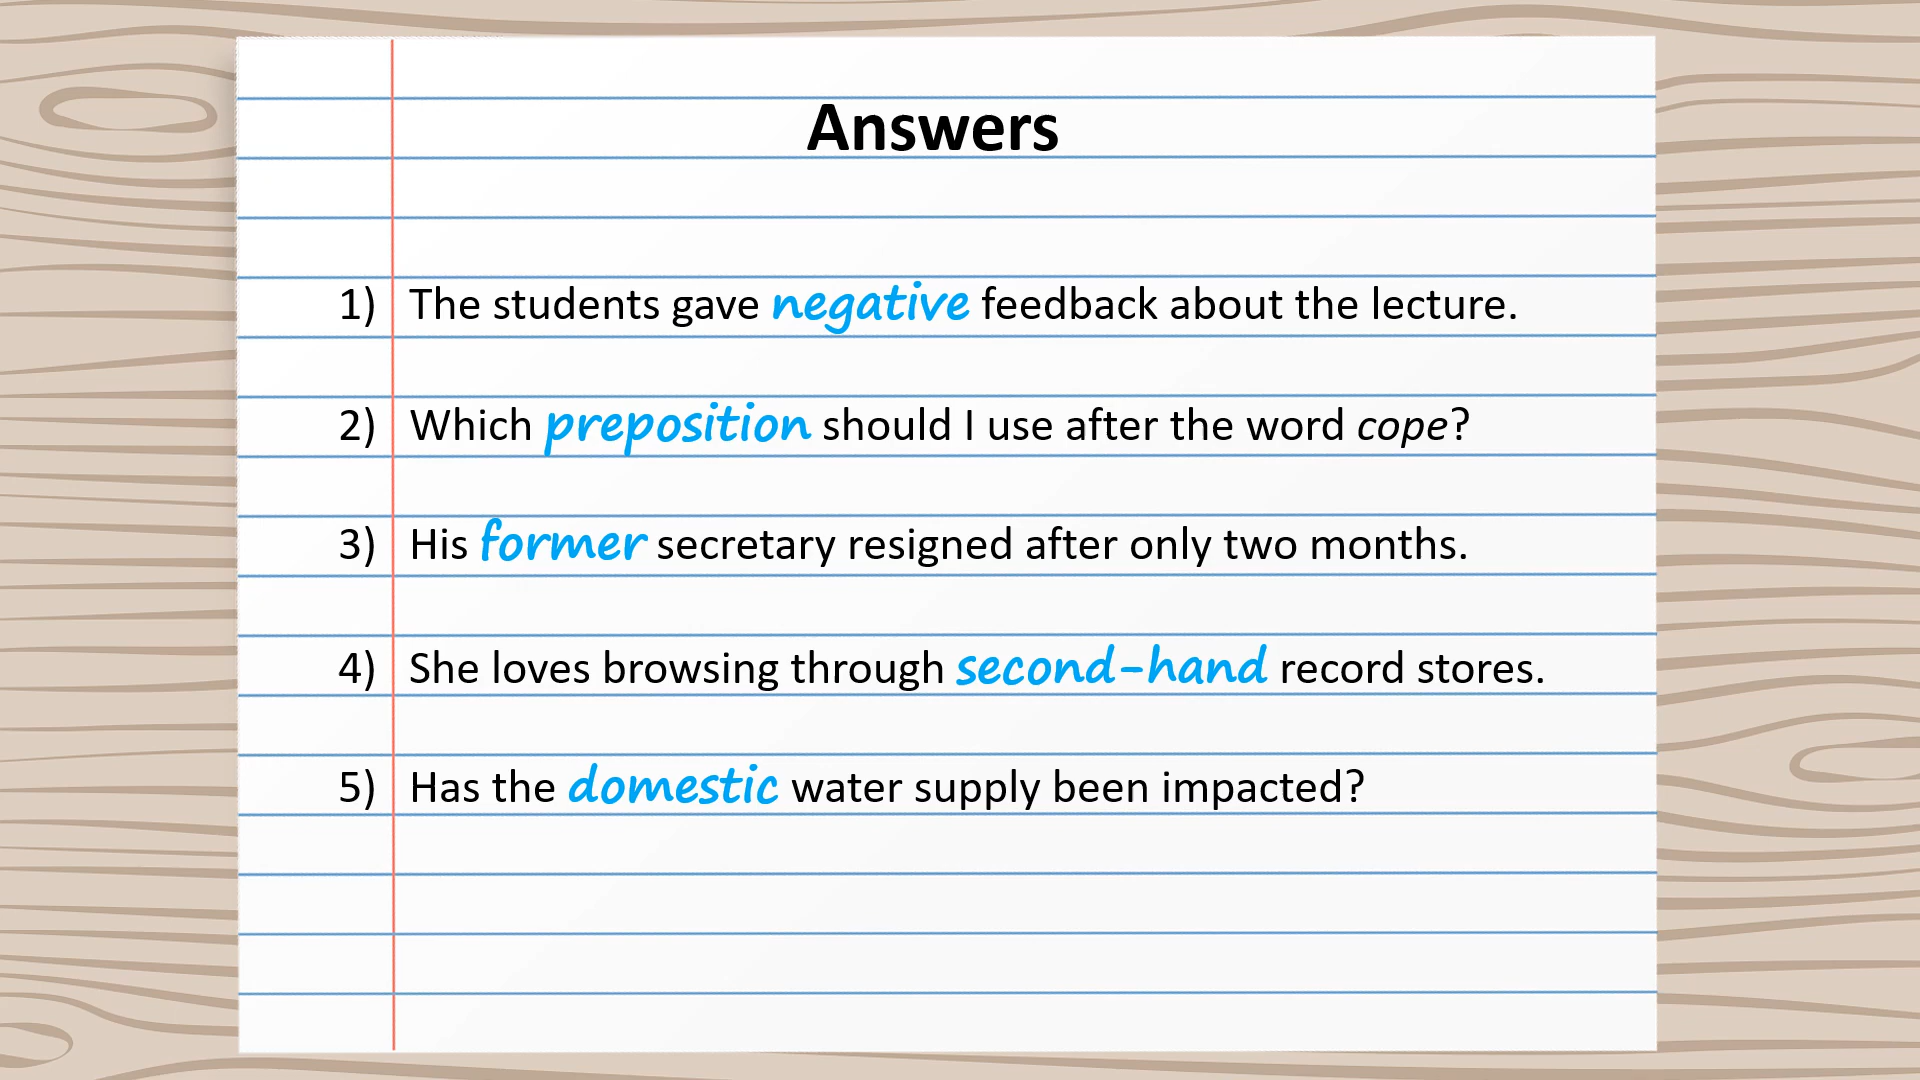 Answers
1) The students gave negative feedback about the lecture.
2) Which preposition should I use after the word cope?
3) His former secretary resigned after only two months.
4) She loves browsing through second-hand record stores.
5) Has the domestic water supply been impacted?